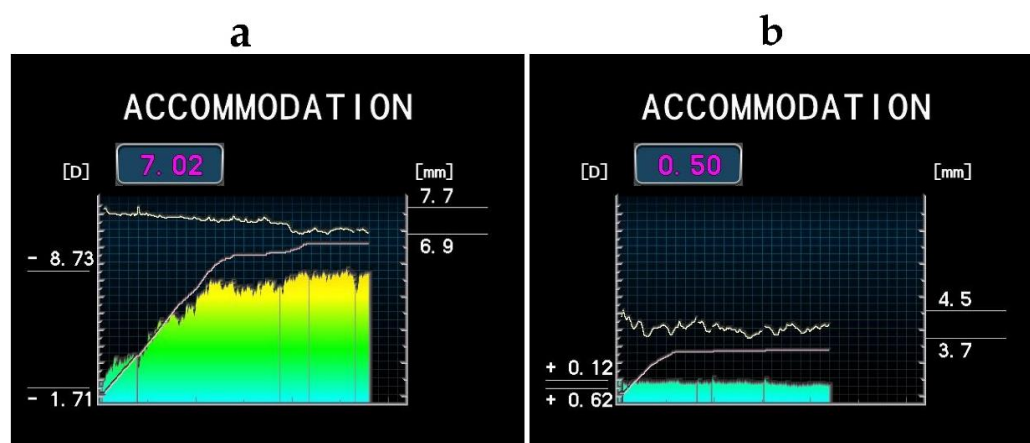 a
ACCOMMODATION
[D] 7.02 [mm]
7.7
6.9
- 8.73
- 1.71
b
ACCOMMODATION
[D] 0.50 [mm]
4.5
3.7
+ 0.12
+ 0.62